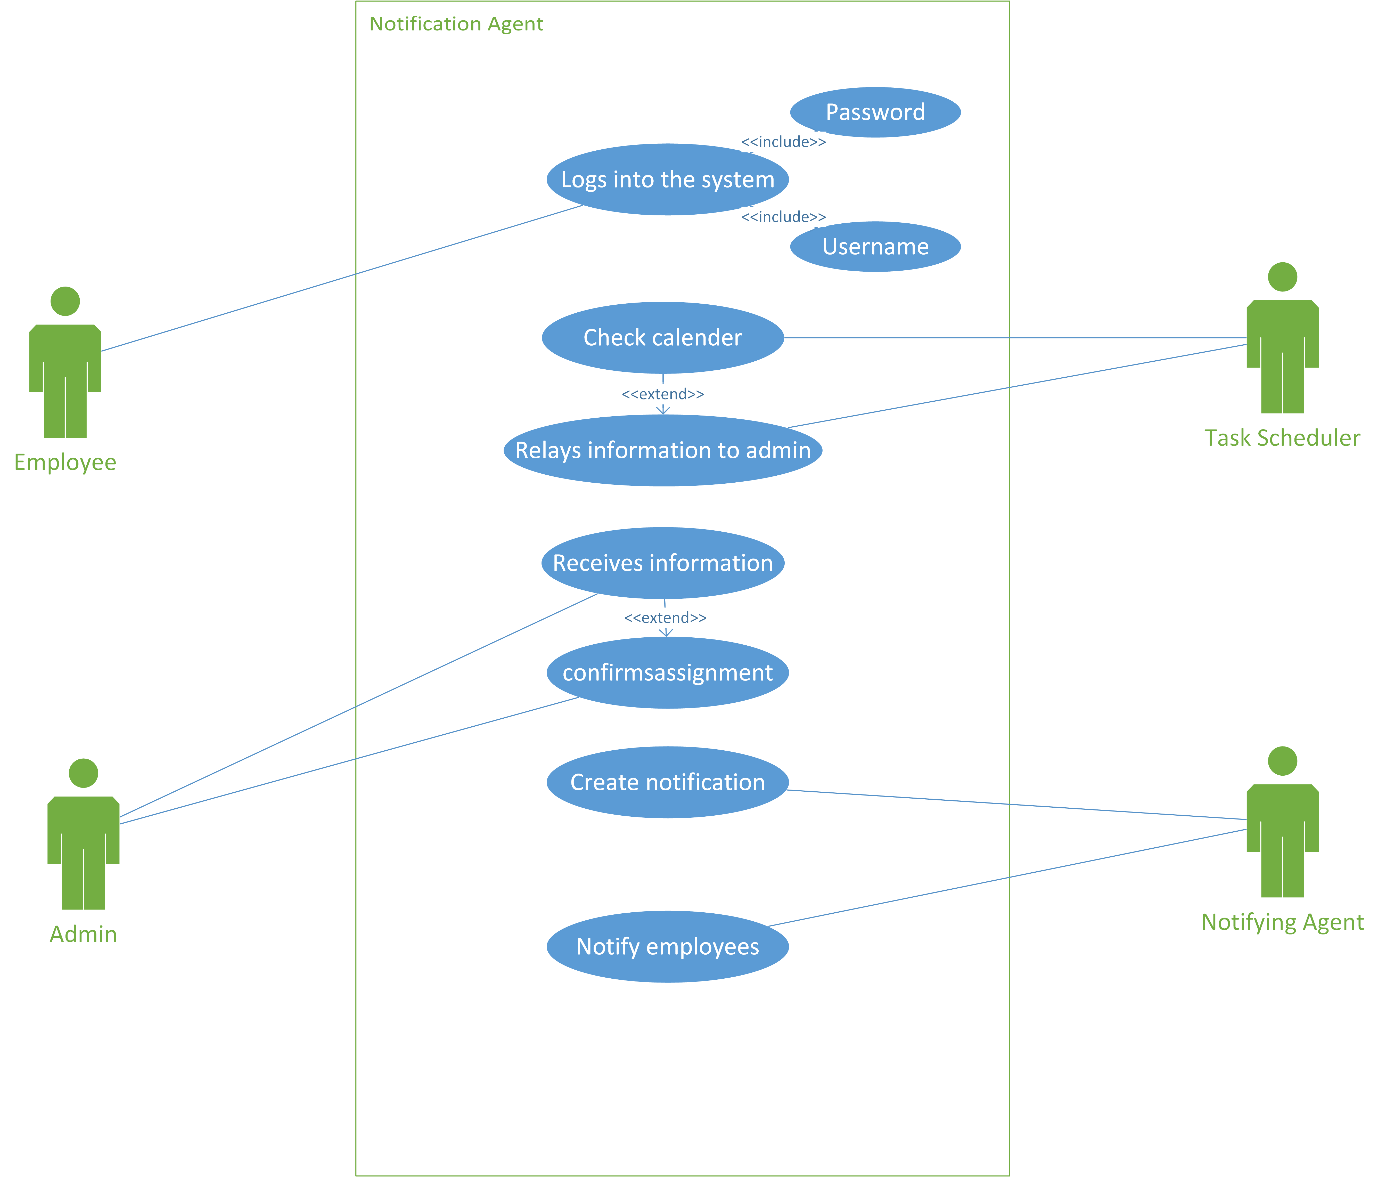 Notification Agent
Password
<<include>>
Logs into the system
<<include>>
Username
Check calender
<<extend>>
Relays information to admin
Employee
Task Scheduler
Receives information
<<extend>>
confirmsassignment
Create notification
Admin
Notifying Agent
Notify employees